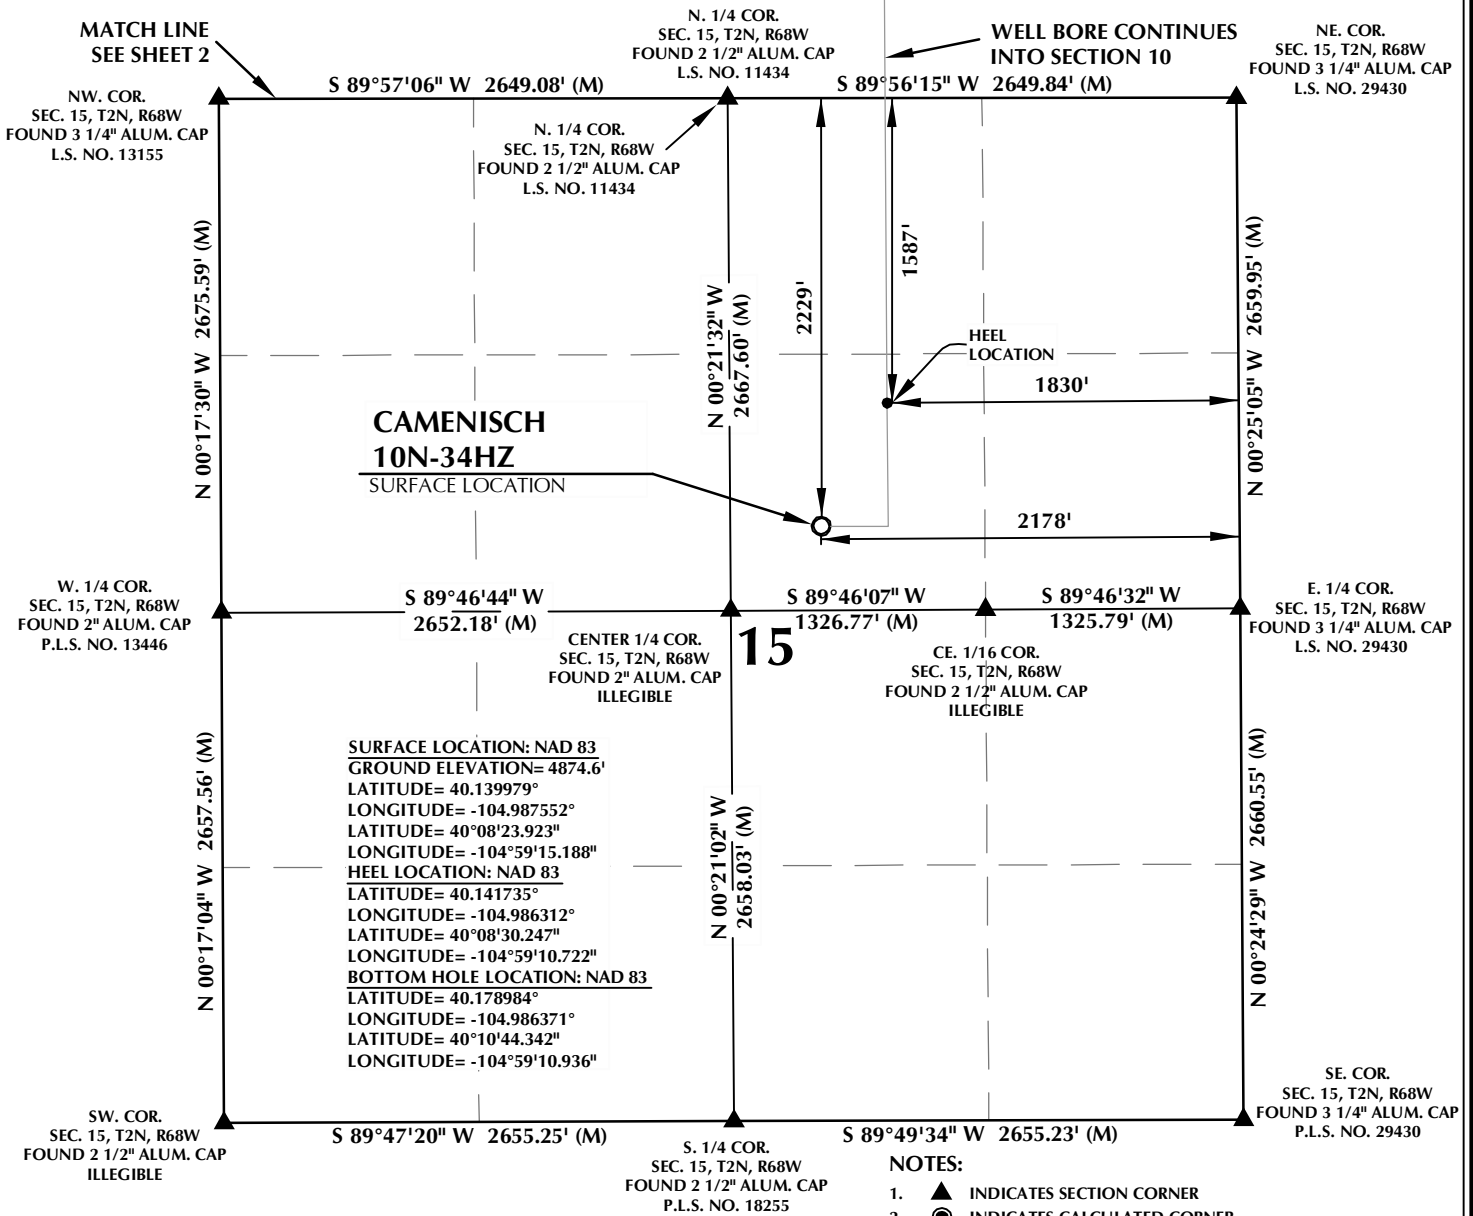 MATCH LINE
SEE SHEET 2
N. 1/4 COR.
SEC. 15, T2N, R68W
FOUND 2 1/2" ALUM. CAP
L.S. NO. 11434
WELL BORE CONTINUES
INTO SECTION 10
NE. COR.
SEC. 15, T2N, R68W
FOUND 3 1/4" ALUM. CAP
L.S. NO. 29430
S 89°57'06" W 2649.08' (M)
S 89°56'15" W 2649.84' (M)
NW. COR.
SEC. 15, T2N, R68W
FOUND 3 1/4" ALUM. CAP
L.S. NO. 13155
N. 1/4 COR.
SEC. 15, T2N, R68W
FOUND 2 1/2" ALUM. CAP
L.S. NO. 11434
N 00°17'30" W 2675.59' (M)
N 00°21'32" W
2667.60' (M)
2229'
1587'
N 00°25'05" W 2659.95' (M)
HEEL
LOCATION
1830'
CAMENISCH
10N-34HZ
SURFACE LOCATION
2178'
W. 1/4 COR.
SEC. 15, T2N, R68W
FOUND 2" ALUM. CAP
P.L.S. NO. 13446
S 89°46'44" W
2652.18' (M)
S 89°46'07" W
1326.77' (M)
S 89°46'32" W
1325.79' (M)
E. 1/4 COR.
SEC. 15, T2N, R68W
FOUND 3 1/4" ALUM. CAP
L.S. NO. 29430
CENTER 1/4 COR.
SEC. 15, T2N, R68W
FOUND 2" ALUM. CAP
ILLEGIBLE
15
CE. 1/16 COR.
SEC. 15, T2N, R68W
FOUND 2 1/2" ALUM. CAP
ILLEGIBLE
SURFACE LOCATION: NAD 83
GROUND ELEVATION= 4874.6'
LATITUDE= 40.139979°
LONGITUDE= -104.987552°
LATITUDE= 40°08'23.923"
LONGITUDE= -104°59'15.188"
HEEL LOCATION: NAD 83
LATITUDE= 40.141735°
LONGITUDE= -104.986312°
LATITUDE= 40°08'30.247"
LONGITUDE= -104°59'10.722"
BOTTOM HOLE LOCATION: NAD 83
LATITUDE= 40.178984°
LONGITUDE= -104.986371°
LATITUDE= 40°10'44.342"
LONGITUDE= -104°59'10.936"
N 00°17'04" W 2657.56' (M)
N 00°21'02" W
2658.03' (M)
N 00°24'29" W 2660.55' (M)
SW. COR.
SEC. 15, T2N, R68W
FOUND 2 1/2" ALUM. CAP
ILLEGIBLE
S 89°47'20" W 2655.25' (M)
S 89°49'34" W 2655.23' (M)
S. 1/4 COR.
SEC. 15, T2N, R68W
FOUND 2 1/2" ALUM. CAP
P.L.S. NO. 18255
SE. COR.
SEC. 15, T2N, R68W
FOUND 3 1/4" ALUM. CAP
P.L.S. NO. 29430
NOTES:
1. ▲ INDICATES SECTION CORNER
2. INDICATES CALCULATED CORNER